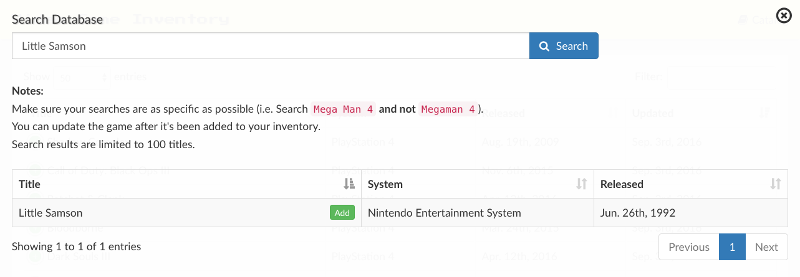 Search Database
Little Samson
Search
Notes:
Make sure your searches are as specific as possible (i.e. Search Mega Man 4 and not Megaman 4 ).
You can update the game after it's been added to your inventory.
Search results are limited to 100 titles.
Title System Released
Little Samson Add Nintendo Entertainment System Jun. 26th, 1992
Showing 1 to 1 of 1 entries
Previous 1 Next